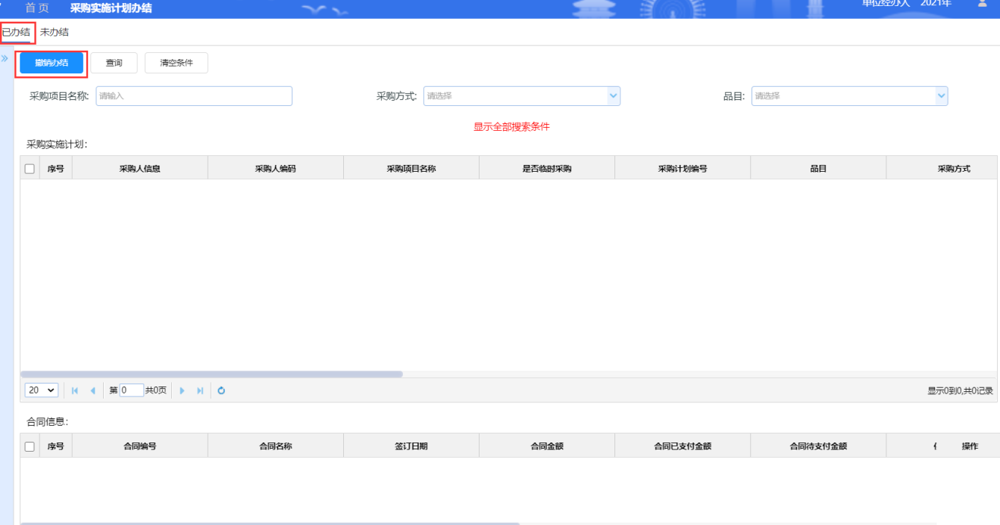 首页 采购实施计划办结 单位经办人 2021年
已办结 未办结
撤销办结 查询 清空条件
采购项目名称: 请输入 采购方式: 请选择 品目: 请选择
显示全部搜索条件
采购实施计划:
序号 采购人信息 采购人编码 采购项目名称 是否临时采购 采购计划编号 品目 采购方式
20 第 0 共0页 显示0到0,共0记录
合同信息:
序号 合同编号 合同名称 签订日期 合同金额 合同已支付金额 合同待支付金额 操作